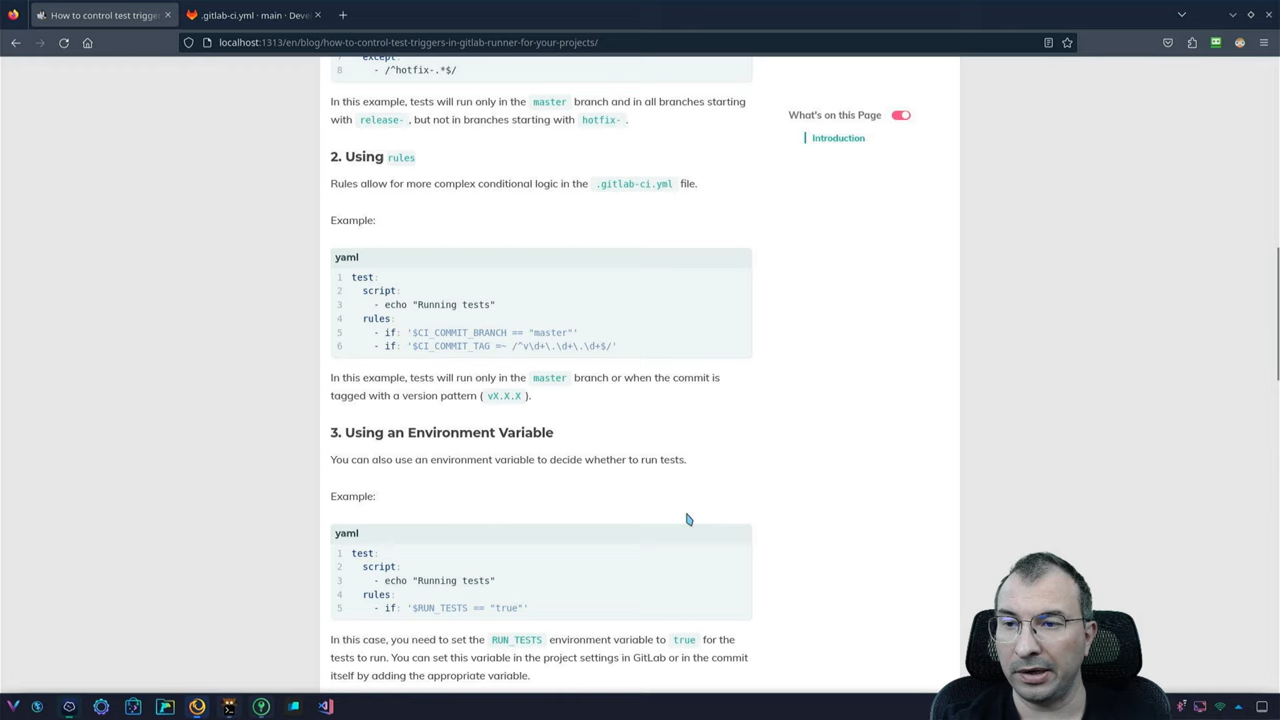 How to control test trigge
.gitlab-ci.yml · main · Deve
localhost:1313/en/blog/how-to-control-test-triggers-in-gitlab-runner-for-your-projects/
except:
8 - /^hotfix-.*$/
In this example, tests will run only in the master branch and in all branches starting
with release- , but not in branches starting with hotfix- .
What's on this Page
Introduction
2. Using rules
Rules allow for more complex conditional logic in the .gitlab-ci.yml file.
Example:
yaml
1 test:
2 script:
3 - echo "Running tests"
4 rules:
5 - if: '$CI_COMMIT_BRANCH == "master"'
6 - if: '$CI_COMMIT_TAG =~ /^v\d+\.\d+\.\d+$/'
In this example, tests will run only in the master branch or when the commit is
tagged with a version pattern ( vX.X.X ).
3. Using an Environment Variable
You can also use an environment variable to decide whether to run tests.
Example:
yaml
1 test:
2 script:
3 - echo "Running tests"
4 rules:
5 - if: '$RUN_TESTS == "true"'
In this case, you need to set the RUN_TESTS environment variable to true for the
tests to run. You can set this variable in the project settings in GitLab or in the commit
itself by adding the appropriate variable.